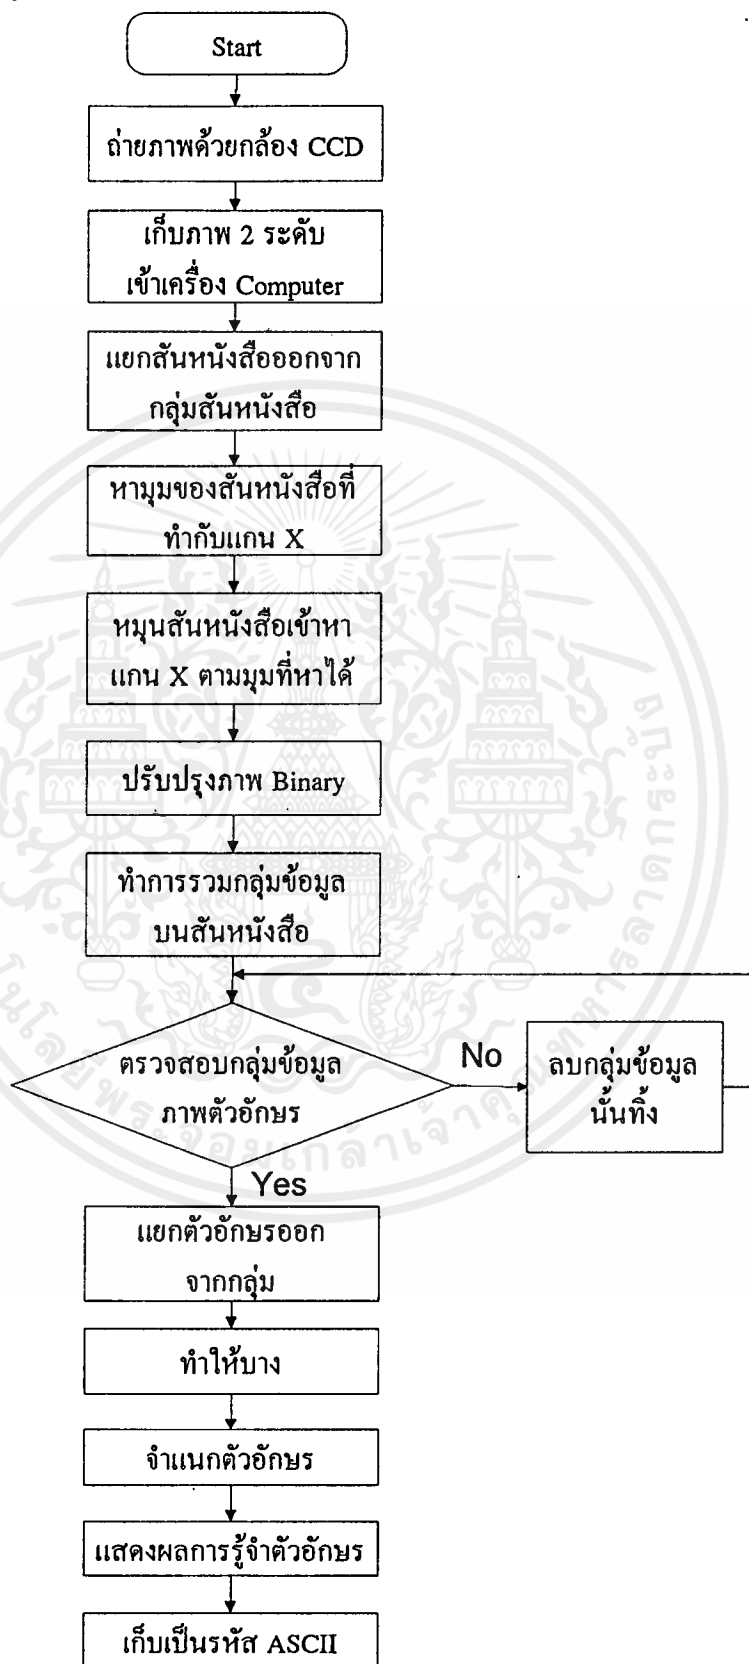 Start
ถ่ายภาพด้วยกล้อง CCD
เก็บภาพ 2 ระดับ
เข้าเครื่อง Computer
แยกสันหนังสือออกจาก
กลุ่มสันหนังสือ
หามุมของสันหนังสือที่
ทำกับแกน X
หมุนสันหนังสือเข้าหา
แกน X ตามมุมที่หาได้
ปรับปรุงภาพ Binary
ทำการรวมกลุ่มข้อมูล
บนสันหนังสือ
ตรวจสอบกลุ่มข้อมูล
ภาพตัวอักษร
No
ลบกลุ่มข้อมูล
นั้นทิ้ง
Yes
แยกตัวอักษรออก
จากกลุ่ม
ทำให้บาง
จำแนกตัวอักษร
แสดงผลการรู้จำตัวอักษร
เก็บเป็นรหัส ASCII